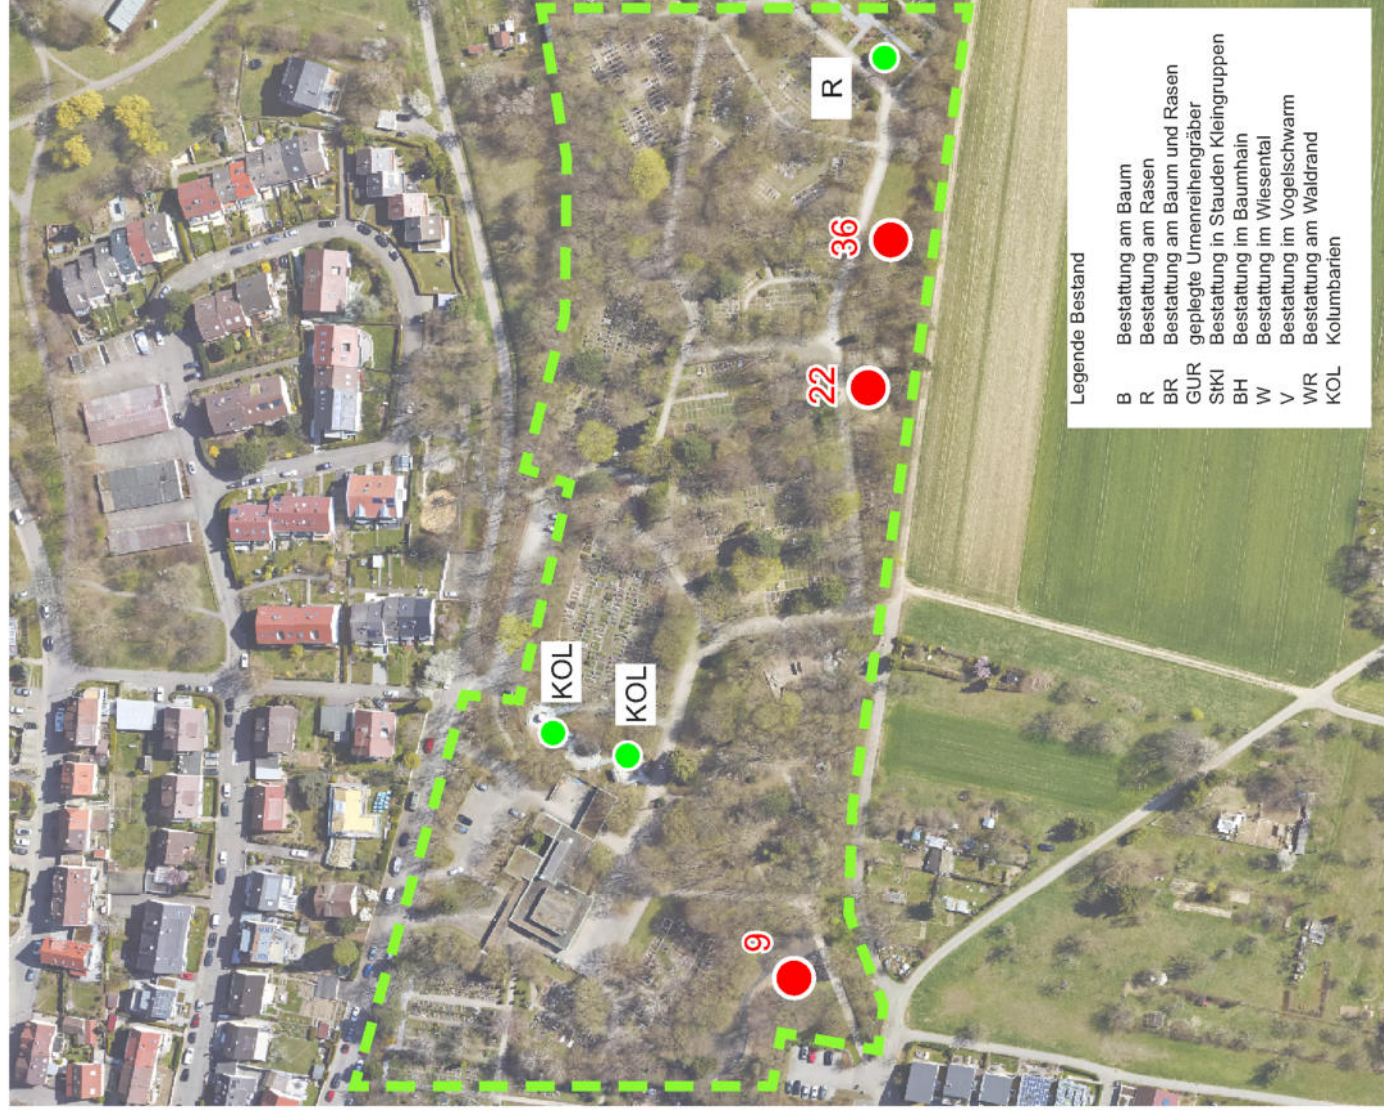 R
36
22
KOL
KOL
9
Legende Bestand
B Bestattung am Baum
R Bestattung am Rasen
BR Bestattung am Baum und Rasen
GUR geplegte Urnenreihengräber
StKl Bestattung in Stauden Kleingruppen
BH Bestattung im Baumhain
W Bestattung im Wiesental
V Bestattung im Vogelschwarm
WR Bestattung am Waldrand
KOL Kolumbarien